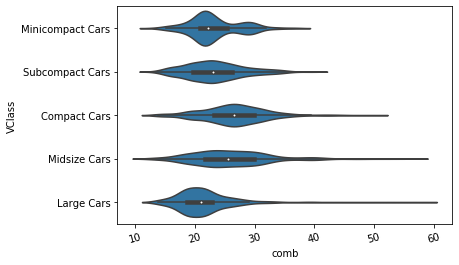 Minicompact Cars
Subcompact Cars
Compact Cars
Midsize Cars
Large Cars
VClass
10 20 30 40 50 60
comb